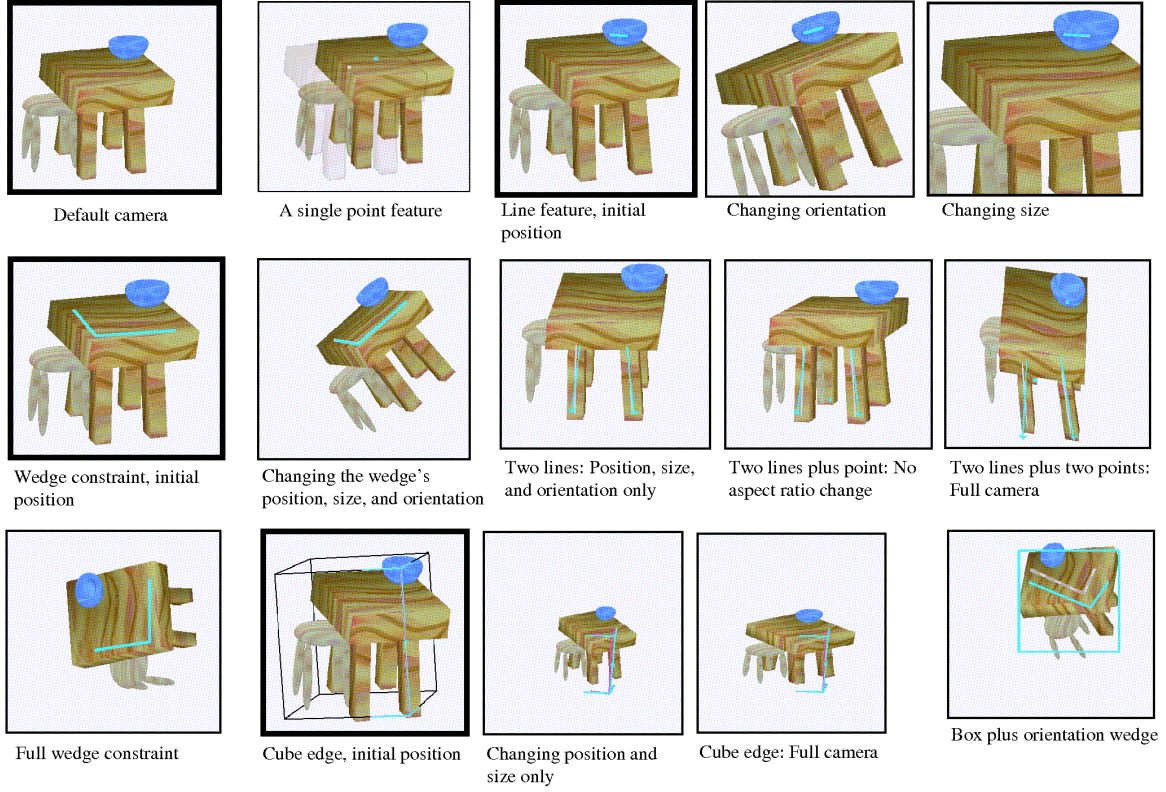 Default camera
A single point feature
Line feature, initial
position
Changing orientation
Changing size
Wedge constraint, initial
position
Changing the wedge's
position, size, and orientation
Two lines: Position, size,
and orientation only
Two lines plus point: No
aspect ratio change
Two lines plus two points:
Full camera
Full wedge constraint
Cube edge, initial position
Changing position and
size only
Cube edge: Full camera
Box plus orientation wedge